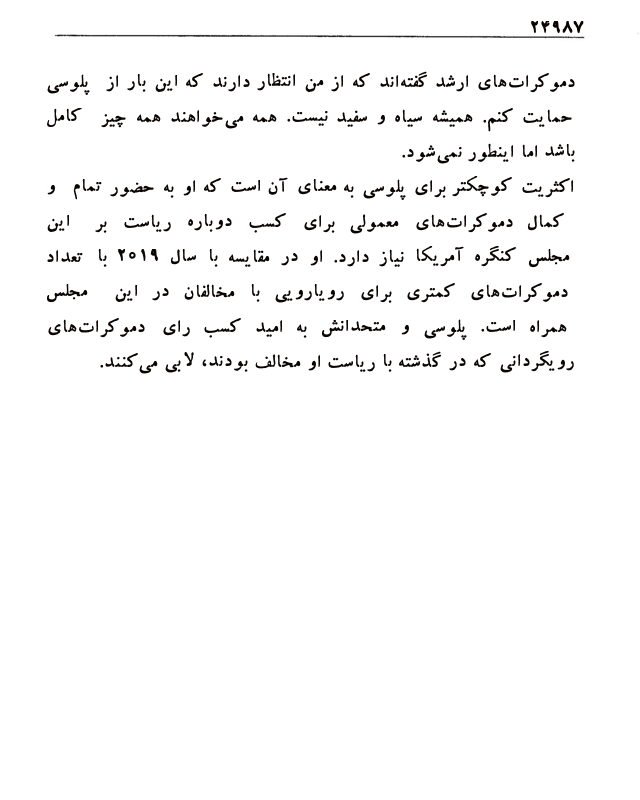 ۲۴۹۸۷
دموکرات‌های ارشد گفته‌اند که از من انتظار دارند که این بار از پلوسی
حمایت کنم. همیشه سیاه و سفید نیست. همه می‌خواهند همه چیز کامل
باشد اما اینطور نمی‌شود.
اکثریت کوچکتر برای پلوسی به معنای آن است که او به حضور تمام و
کمال دموکرات‌های معمولی برای کسب دوباره ریاست بر این
مجلس کنگره آمریکا نیاز دارد. او در مقایسه با سال ۲۰۱۹ با تعداد
دموکرات‌های کمتری برای رویارویی با مخالفان در این مجلس
همراه است. پلوسی و متحدانش به امید کسب رای دموکرات‌های
رویگردانی که در گذشته با ریاست او مخالف بودند، لابی می‌کنند.